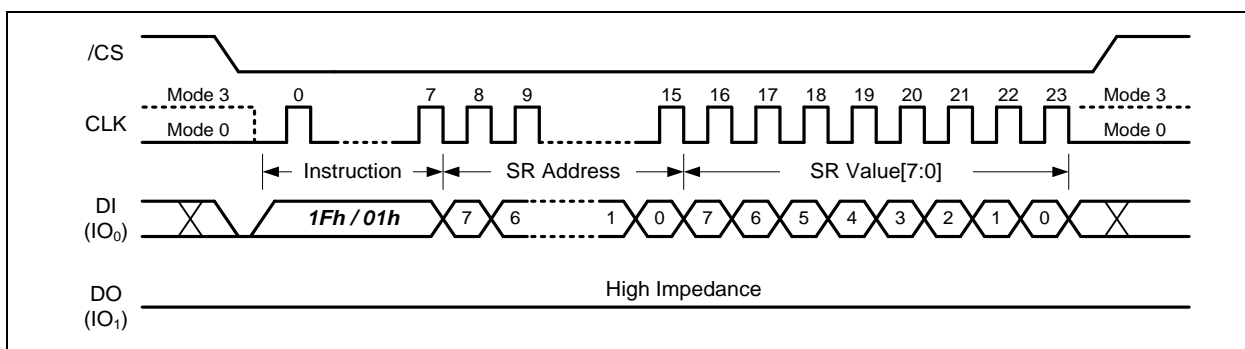 /CS
Mode 3 0 7 8 9 15 16 17 18 19 20 21 22 23 Mode 3
CLK Mode 0 Mode 0
Instruction SR Address SR Value[7:0]
DI 1Fh / 01h 7 6 1 0 7 6 5 4 3 2 1 0
(IO₀)
High Impedance
DO
(IO₁)